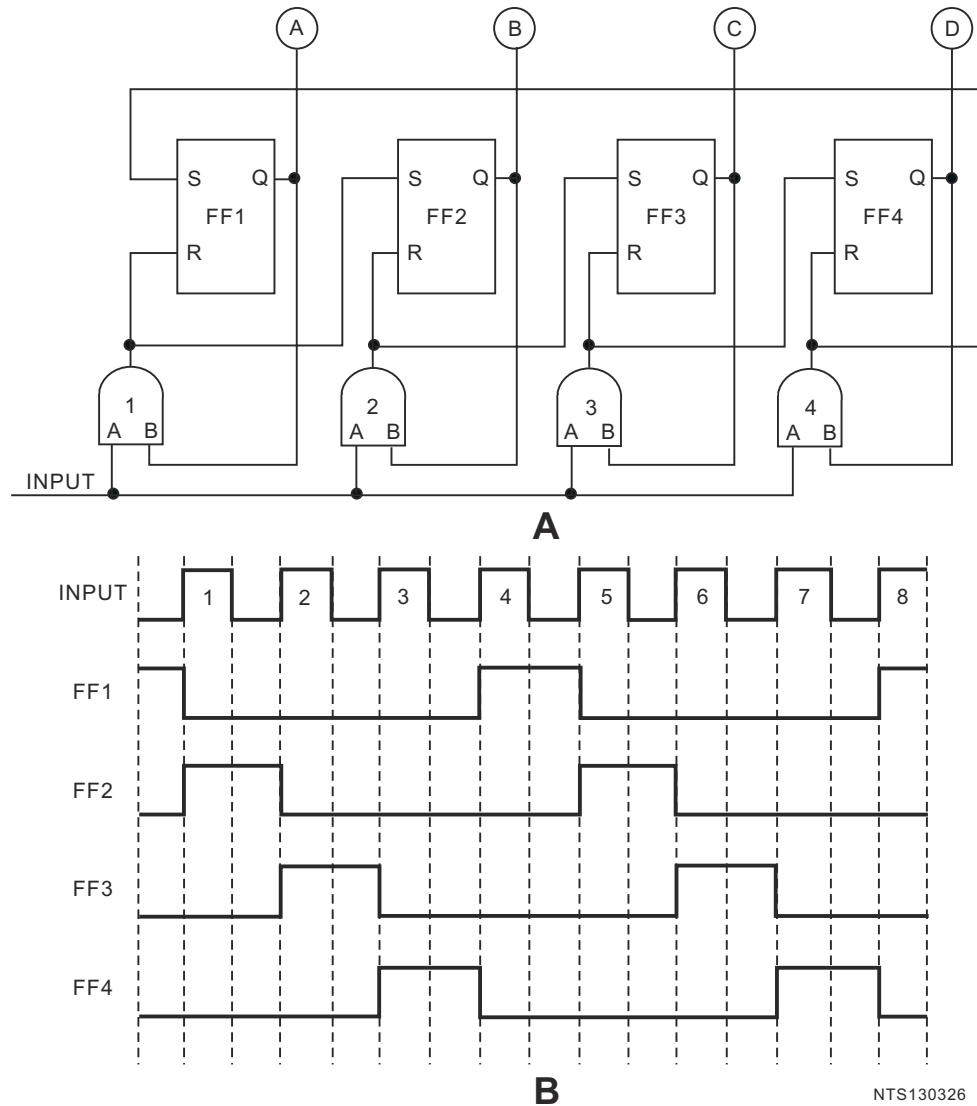 A B C D
S Q S Q S Q S Q
FF1 FF2 FF3 FF4
R R R R
1 2 3 4
A B A B A B A B
INPUT
A
INPUT 1 2 3 4 5 6 7 8
FF1
FF2
FF3
FF4
B
NTS130326